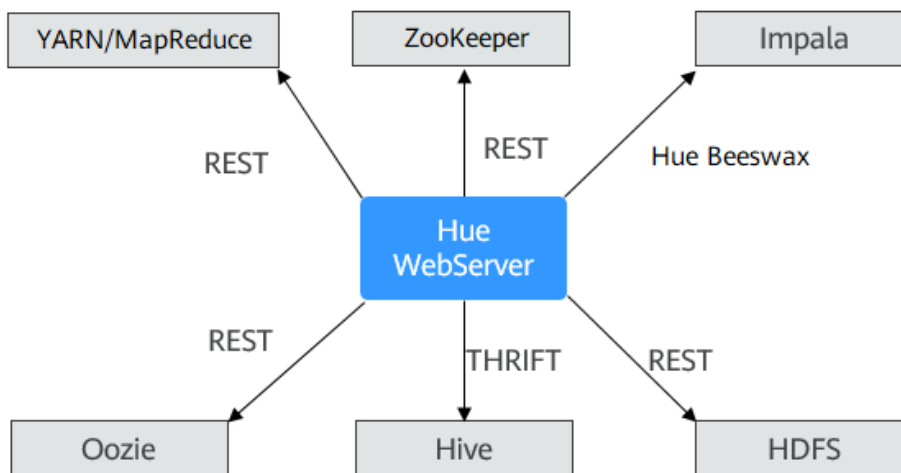 YARN/MapReduce
ZooKeeper
Impala
REST
REST
Hue Beeswax
Hue
WebServer
REST
THRIFT
REST
Oozie
Hive
HDFS